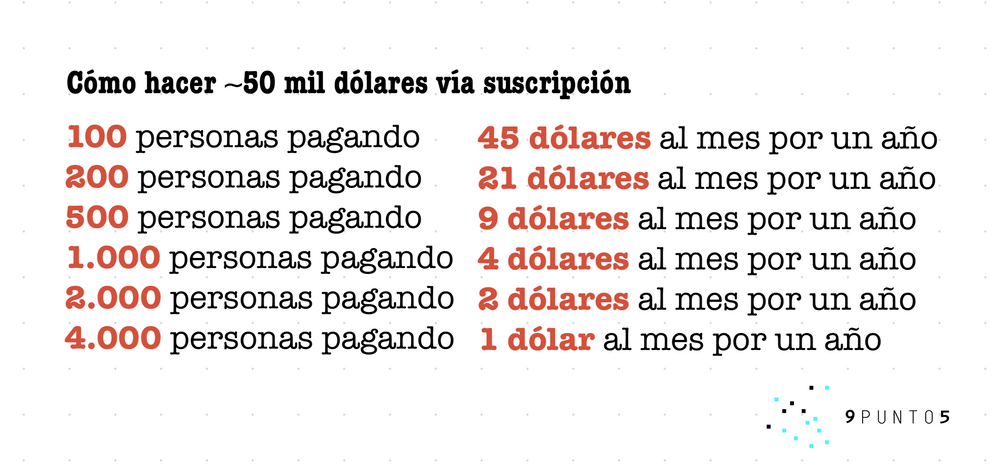 Cómo hacer ~50 mil dólares vía suscripción
100 personas pagando 45 dólares al mes por un año
200 personas pagando 21 dólares al mes por un año
500 personas pagando 9 dólares al mes por un año
1.000 personas pagando 4 dólares al mes por un año
2.000 personas pagando 2 dólares al mes por un año
4.000 personas pagando 1 dólar al mes por un año
9PUNTO5